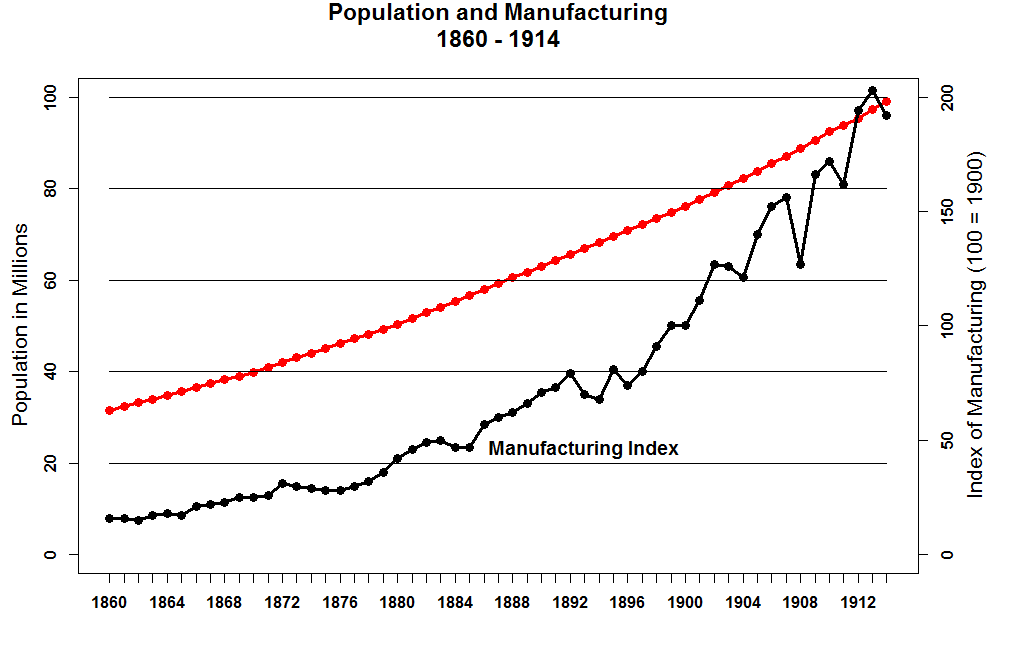 Population and Manufacturing
1860 - 1914
Population in Millions
100
80
60
40
20
0
Manufacturing Index
200
150
100
50
0
Index of Manufacturing (100 = 1900)
1860 1864 1868 1872 1876 1880 1884 1888 1892 1896 1900 1904 1908 1912